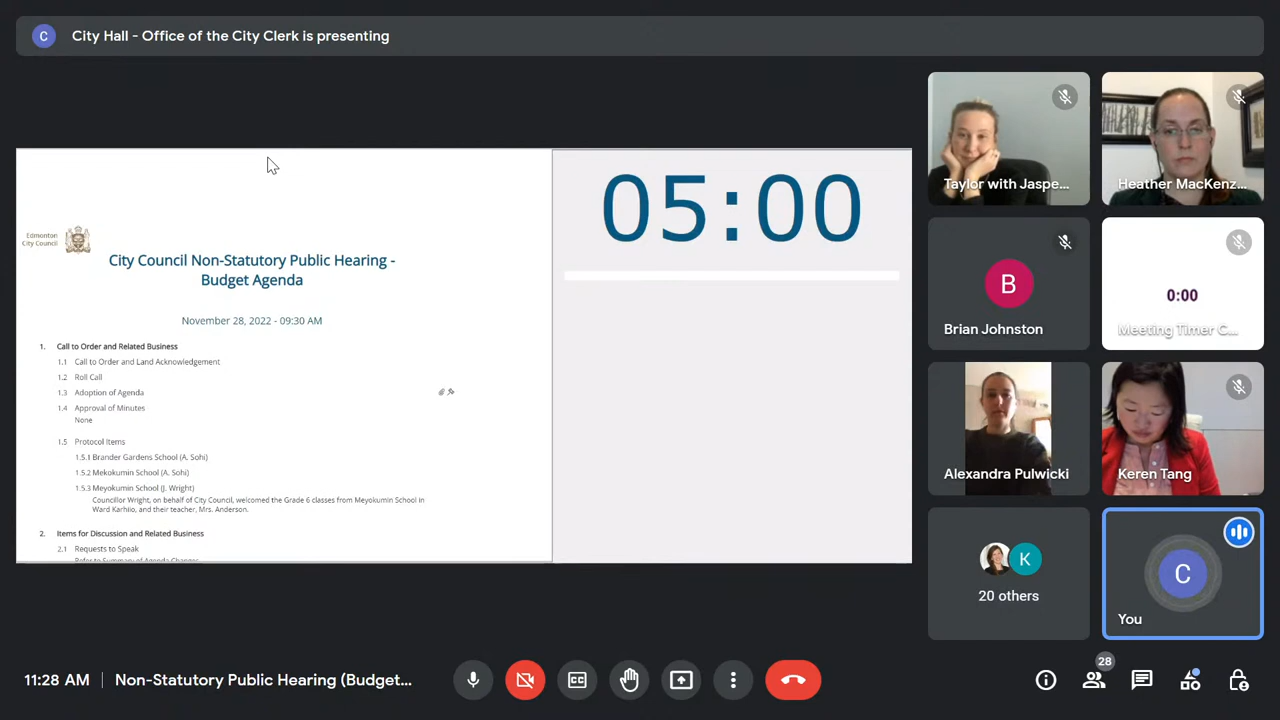 C
City Hall - Office of the City Clerk is presenting
Edmonton
City Council
City Council Non-Statutory Public Hearing -
Budget Agenda
November 28, 2022 - 09:30 AM
1. Call to Order and Related Business
1.1 Call to Order and Land Acknowledgement
1.2 Roll Call
1.3 Adoption of Agenda
1.4 Approval of Minutes
None
1.5 Protocol Items
1.5.1 Brander Gardens School (A. Sohi)
1.5.2 Mekokumin School (A. Sohi)
1.5.3 Meyokumin School (J. Wright)
Councillor Wright, on behalf of City Council, welcomed the Grade 6 classes from Meyokumin School in
Ward Karhiio, and their teacher, Mrs. Anderson.
2. Items for Discussion and Related Business
2.1 Requests to Speak
Refer to Summary of Agenda Changes
05:00
Taylor with Jaspe...
Heather MacKenz...
B
Brian Johnston
0:00
Meeting Timer C...
Alexandra Pulwicki
Keren Tang
K
20 others
C
You
11:28 AM
Non-Statutory Public Hearing (Budget...
CC
28